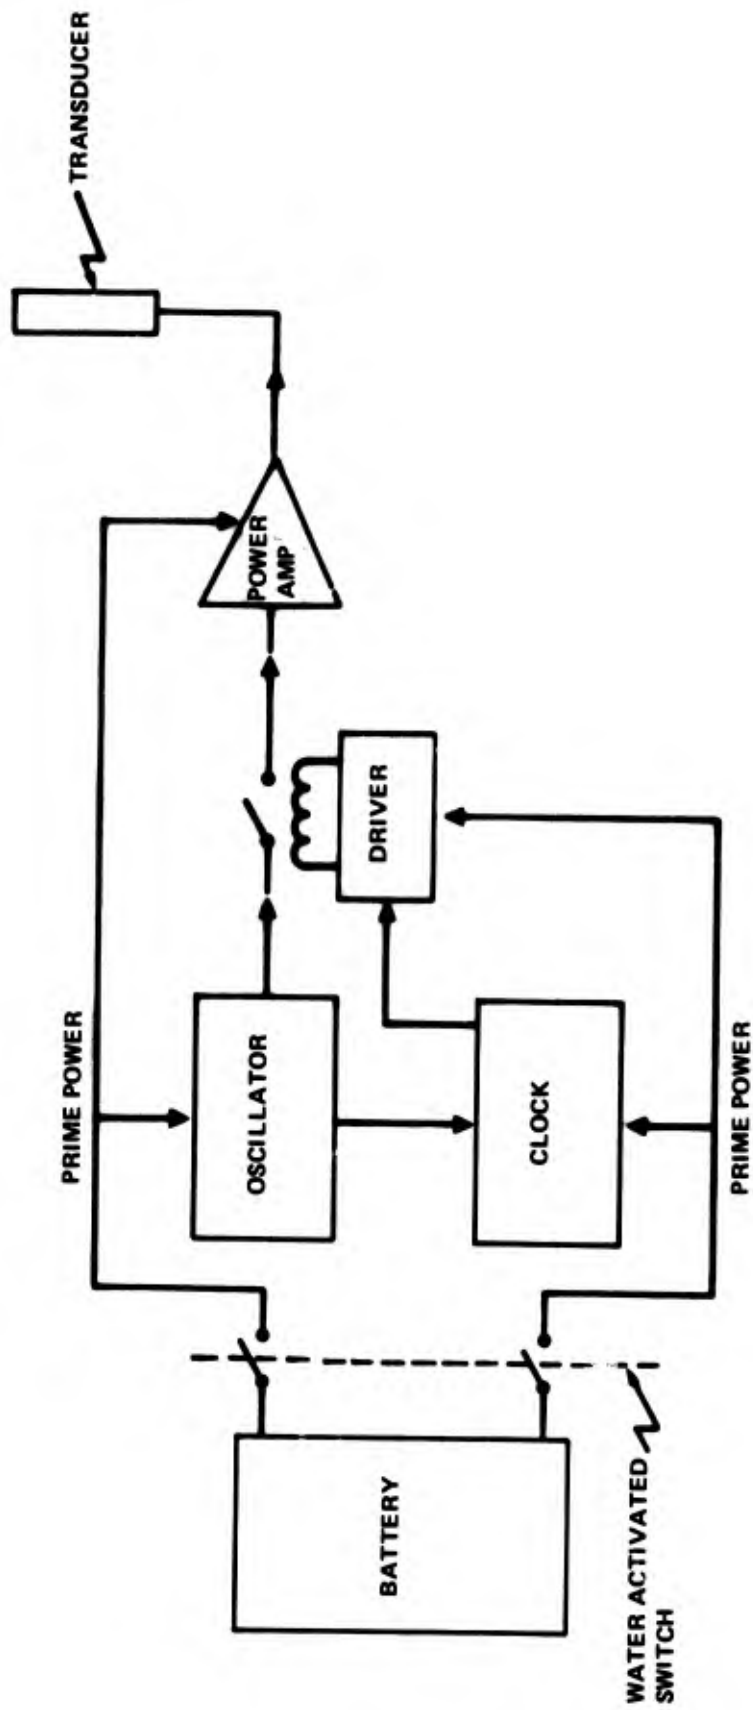 TRANSDUCER
POWER
AMP
DRIVER
PRIME POWER
OSCILLATOR
CLOCK
PRIME POWER
BATTERY
WATER ACTIVATED
SWITCH